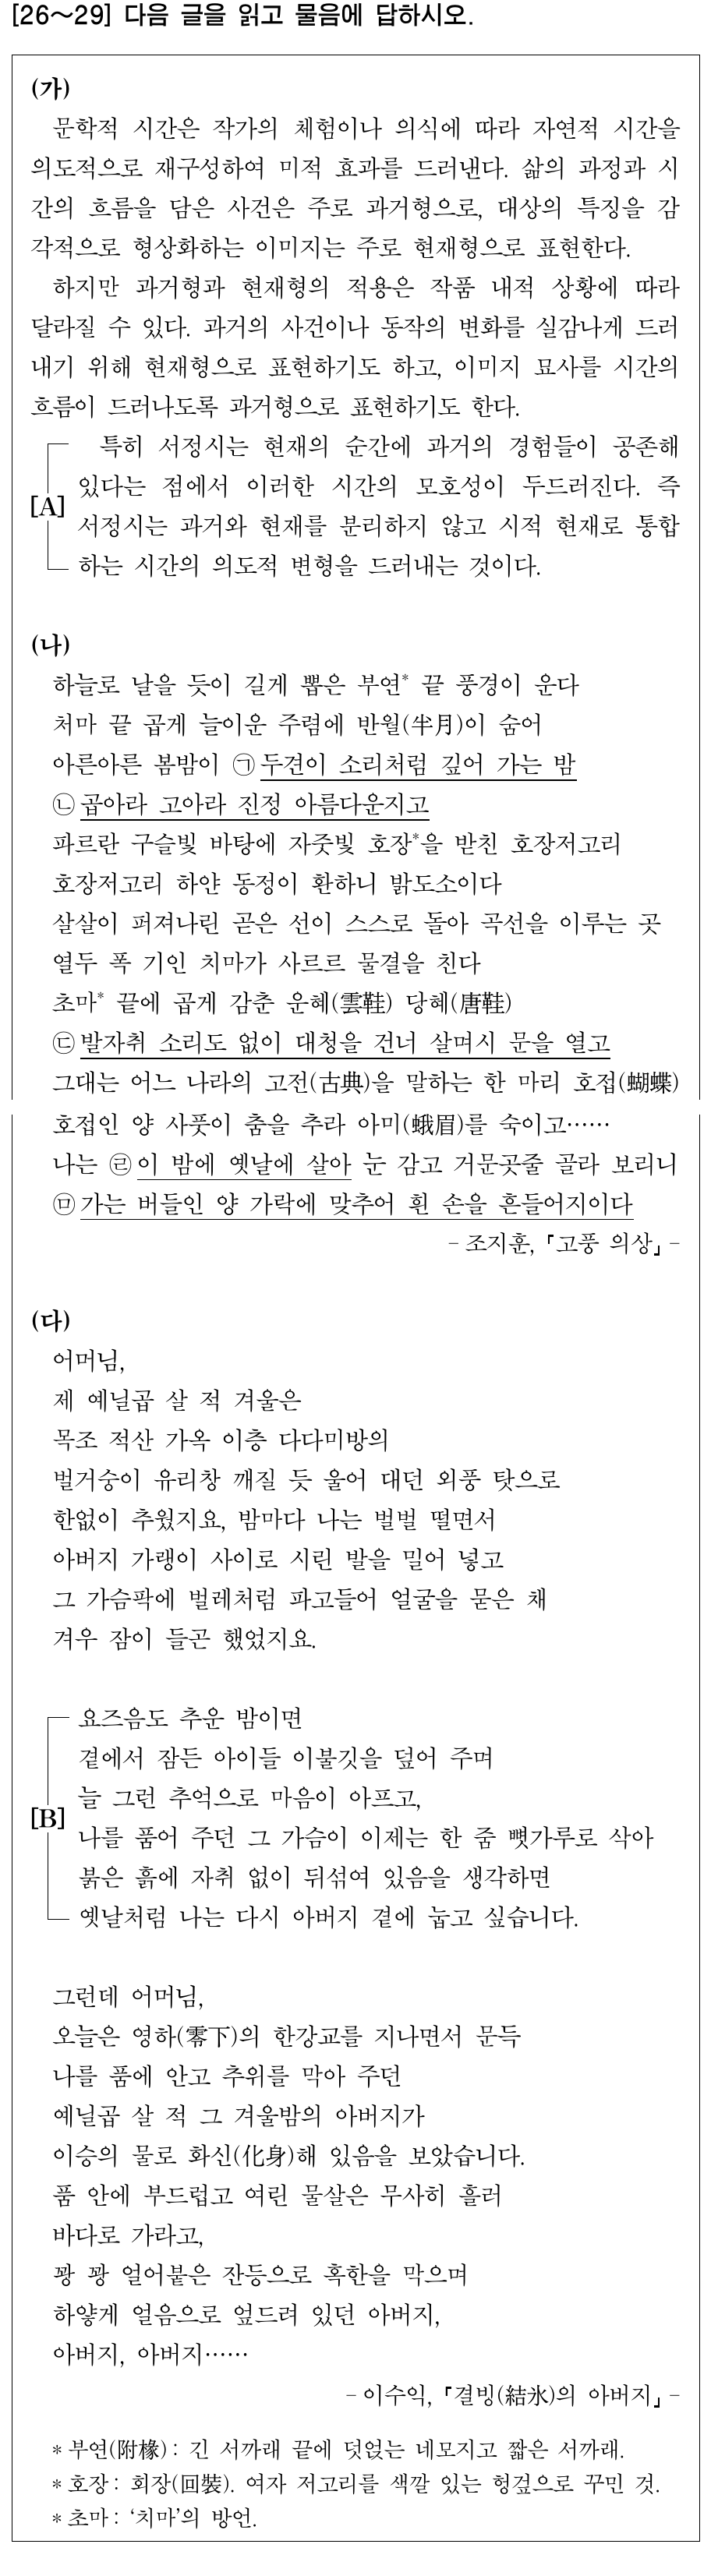 [26～29] 다음 글을 읽고 물음에 답하시오.
(가)
문학적 시간은 작가의 체험이나 의식에 따라 자연적 시간을
의도적으로 재구성하여 미적 효과를 드러낸다. 삶의 과정과 시
간의 흐름을 담은 사건은 주로 과거형으로, 대상의 특징을 감
각적으로 형상화하는 이미지는 주로 현재형으로 표현한다.
하지만 과거형과 현재형의 적용은 작품 내적 상황에 따라
달라질 수 있다. 과거의 사건이나 동작의 변화를 실감나게 드러
내기 위해 현재형으로 표현하기도 하고, 이미지 묘사를 시간의
흐름이 드러나도록 과거형으로 표현하기도 한다.
특히 서정시는 현재의 순간에 과거의 경험들이 공존해
있다는 점에서 이러한 시간의 모호성이 두드러진다. 즉
[A]
서정시는 과거와 현재를 분리하지 않고 시적 현재로 통합
하는 시간의 의도적 변형을 드러내는 것이다.
(나)
하늘로 날을 듯이 길게 뽑은 부연* 끝 풍경이 운다
처마 끝 곱게 늘이운 주렴에 반월(半月)이 숨어
아른아른 봄밤이 ㉠두견이 소리처럼 깊어 가는 밤
㉡곱아라 고아라 진정 아름다운지고
파르란 구슬빛 바탕에 자줏빛 호장*을 받친 호장저고리
호장저고리 하얀 동정이 환하니 밝도소이다
살살이 퍼져나린 곧은 선이 스스로 돌아 곡선을 이루는 곳
열두 폭 기인 치마가 사르르 물결을 친다
초마* 끝에 곱게 감춘 운혜(雲鞋) 당혜(唐鞋)
㉢발자취 소리도 없이 대청을 건너 살며시 문을 열고
그대는 어느 나라의 고전(古典)을 말하는 한 마리 호접(蝴蝶)
호접인 양 사풋이 춤을 추라 아미(蛾眉)를 숙이고……
나는 ㉣이 밤에 옛날에 살아 눈 감고 거문곳줄 골라 보리니
㉤가는 버들인 양 가락에 맞추어 흰 손을 흔들어지이다
- 조지훈, 「고풍 의상」 -
(다)
어머님,
제 예닐곱 살 적 겨울은
목조 적산 가옥 이층 다다미방의
벌거숭이 유리창 깨질 듯 울어 대던 외풍 탓으로
한없이 추웠지요, 밤마다 나는 벌벌 떨면서
아버지 가랭이 사이로 시린 발을 밀어 넣고
그 가슴팍에 벌레처럼 파고들어 얼굴을 묻은 채
겨우 잠이 들곤 했었지요.
요즈음도 추운 밤이면
곁에서 잠든 아이들 이불깃을 덮어 주며
늘 그런 추억으로 마음이 아프고,
[B]
나를 품어 주던 그 가슴이 이제는 한 줌 뼛가루로 삭아
붉은 흙에 자취 없이 뒤섞여 있음을 생각하면
옛날처럼 나는 다시 아버지 곁에 눕고 싶습니다.
그런데 어머님,
오늘은 영하(零下)의 한강교를 지나면서 문득
나를 품에 안고 추위를 막아 주던
예닐곱 살 적 그 겨울밤의 아버지가
이승의 물로 화신(化身)해 있음을 보았습니다.
품 안에 부드럽고 여린 물살은 무사히 흘러
바다로 가라고,
꽝 꽝 얼어붙은 잔등으로 혹한을 막으며
하얗게 얼음으로 엎드려 있던 아버지,
아버지, 아버지……
- 이수익, 「결빙(結氷)의 아버지」 -
* 부연(附椽) : 긴 서까래 끝에 덧얹는 네모지고 짧은 서까래.
* 호장 : 회장(回裝). 여자 저고리를 색깔 있는 헝겊으로 꾸민 것.
* 초마 : ‘치마’의 방언.